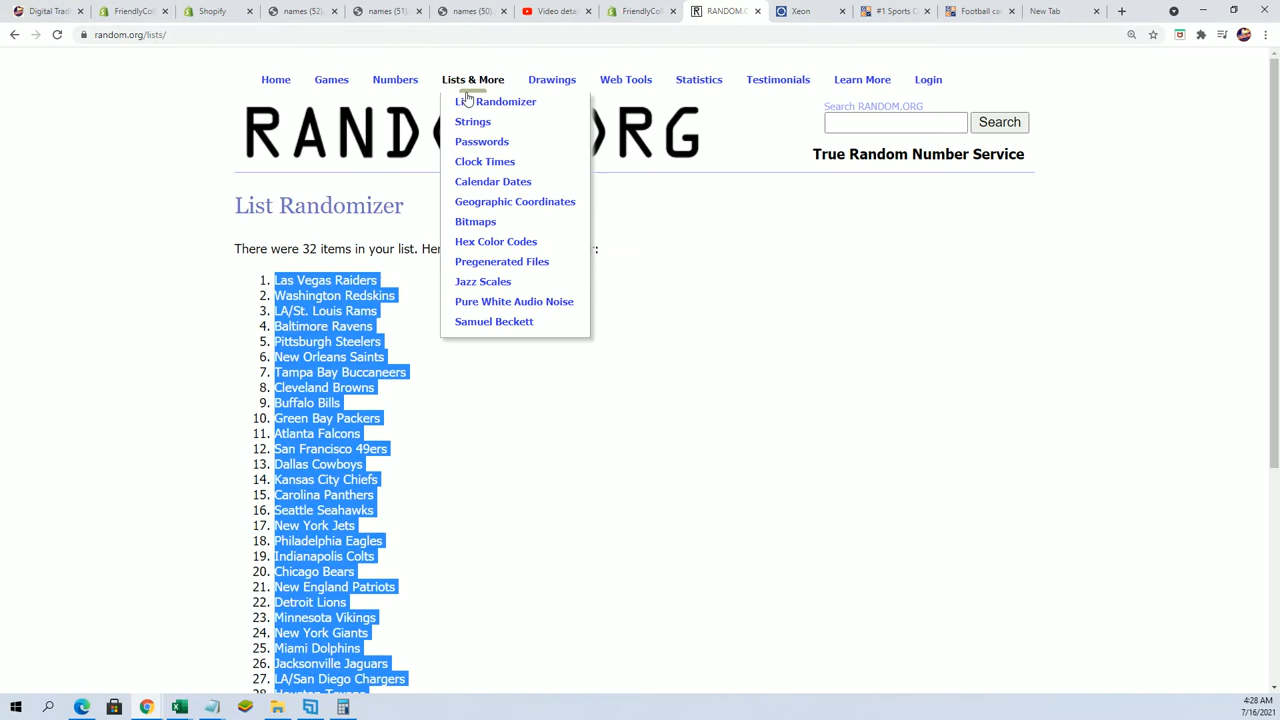 Digital Trad
FriendlyCol
Shopify
names (52)
names (51)
names (50)
Video detai
FriendlyCol
RANDOM.O
Xeon
#1 Sports C
Football car
New Tab
random.org/lists/
Home
Games
Numbers
Lists & More
Drawings
Web Tools
Statistics
Testimonials
Learn More
Login
List Randomizer
Strings
Passwords
Clock Times
Calendar Dates
Geographic Coordinates
Bitmaps
Hex Color Codes
Pregenerated Files
Jazz Scales
Pure White Audio Noise
Samuel Beckett
Search RANDOM.ORG
Search
True Random Number Service
List Randomizer
There were 32 items in your list. Her :
1. Las Vegas Raiders
2. Washington Redskins
3. LA/St. Louis Rams
4. Baltimore Ravens
5. Pittsburgh Steelers
6. New Orleans Saints
7. Tampa Bay Buccaneers
8. Cleveland Browns
9. Buffalo Bills
10. Green Bay Packers
11. Atlanta Falcons
12. San Francisco 49ers
13. Dallas Cowboys
14. Kansas City Chiefs
15. Carolina Panthers
16. Seattle Seahawks
17. New York Jets
18. Philadelphia Eagles
19. Indianapolis Colts
20. Chicago Bears
21. New England Patriots
22. Detroit Lions
23. Minnesota Vikings
24. New York Giants
25. Miami Dolphins
26. Jacksonville Jaguars
27. LA/San Diego Chargers
28. Houston Texans
4:28 AM
7/16/2021